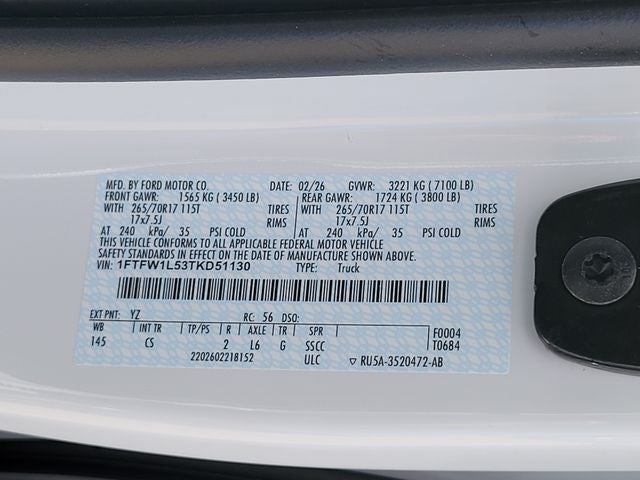 MFD. BY FORD MOTOR CO. DATE: 02/26 GVWR: 3221 KG ( 7100 LB)
FRONT GAWR: 1565 KG ( 3450 LB) REAR GAWR: 1724 KG ( 3800 LB)
WITH 265/70R17 115T TIRES WITH 265/70R17 115T TIRES
17x7.5J RIMS 17x7.5J RIMS
AT 240 kPa/ 35 PSI COLD AT 240 kPa/ 35 PSI COLD
THIS VEHICLE CONFORMS TO ALL APPLICABLE FEDERAL MOTOR VEHICLE
SAFETY STANDARDS IN EFFECT ON THE DATE OF MANUFACTURE SHOWN ABOVE.
VIN: 1FTFW1L53TKD51130 TYPE: Truck
EXT PNT: YZ RC: 56 DSO:
WB INT TR TP/PS R AXLE TR SPR F0004
145 CS 2 L6 G SSCC T0684
2202602218152 ULC ▽ RU5A-3520472-AB